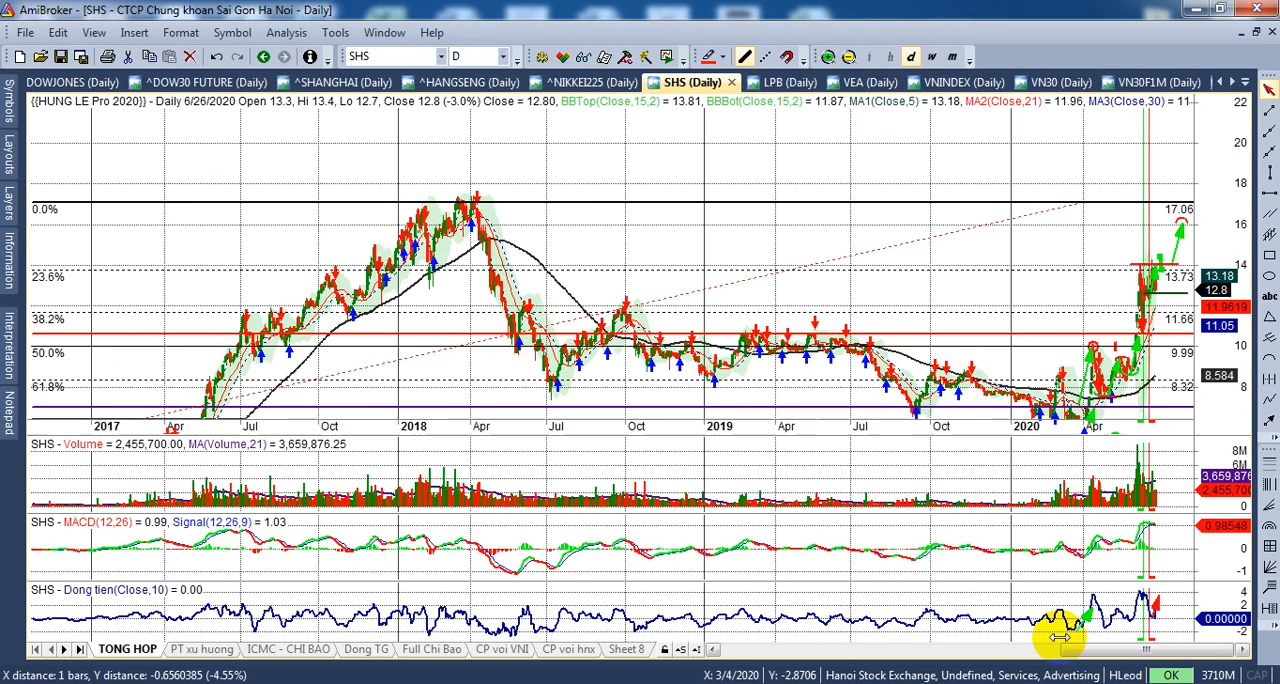 AmiBroker - [SHS - CTCP Chung khoan Sai Gon Ha Noi - Daily]
File Edit View Insert Format Symbol Analysis Tools Window Help
SHS D d w m
DOWJONES (Daily) ^DOW30 FUTURE (Daily) ^SHANGHAI (Daily) ^HANGSENG (Daily) ^NIKKEI225 (Daily) SHS (Daily) LPB (Daily) VEA (Daily) VNINDEX (Daily) VN30 (Daily) VN30F1M (Daily)
{{HUNG LE Pro 2020}} - Daily 6/26/2020 Open 13.3, Hi 13.4, Lo 12.7, Close 12.8 (-3.0%) Close = 12.80, BBTop(Close,15,2) = 13.81, BBBot(Close,15,2) = 11.87, MA1(Close,5) = 13.18, MA2(Close,21) = 11.96, MA3(Close,30) = 11
Symbols
Layouts
Layers
Information
Interpretation
Notepad
22
20
18
0.0% 17.06
16
14
23.6% 13.73
13.18
12.8
11.9619
38.2% 11.66
11.05
10
50.0% 9.99
8.584
61.8% 8.32
8
2017 Apr Jul Oct 2018 Apr Jul Oct 2019 Apr Jul Oct 2020 Apr
SHS - Volume = 2,455,700.00, MA(Volume,21) = 3,659,876.25
8M
6M
3,659,876
2,455,700
0
SHS - MACD(12,26) = 0.99, Signal(12,26,9) = 1.03
0.98548
0
-1
SHS - Dong tien(Close,10) = 0.00
4
2
0.00000
-2
TONG HOP PT xu huong ICMC - CHI BAO Dong TG Full Chi Bao CP voi VNI CP voi hnx Sheet 8
X distance: 1 bars, Y distance: -0.6560385 (-4.55%) X: 3/4/2020 Y: -2.8706 Hanoi Stock Exchange, Undefined, Services, Advertising HLeod OK 3710M CAP
abc